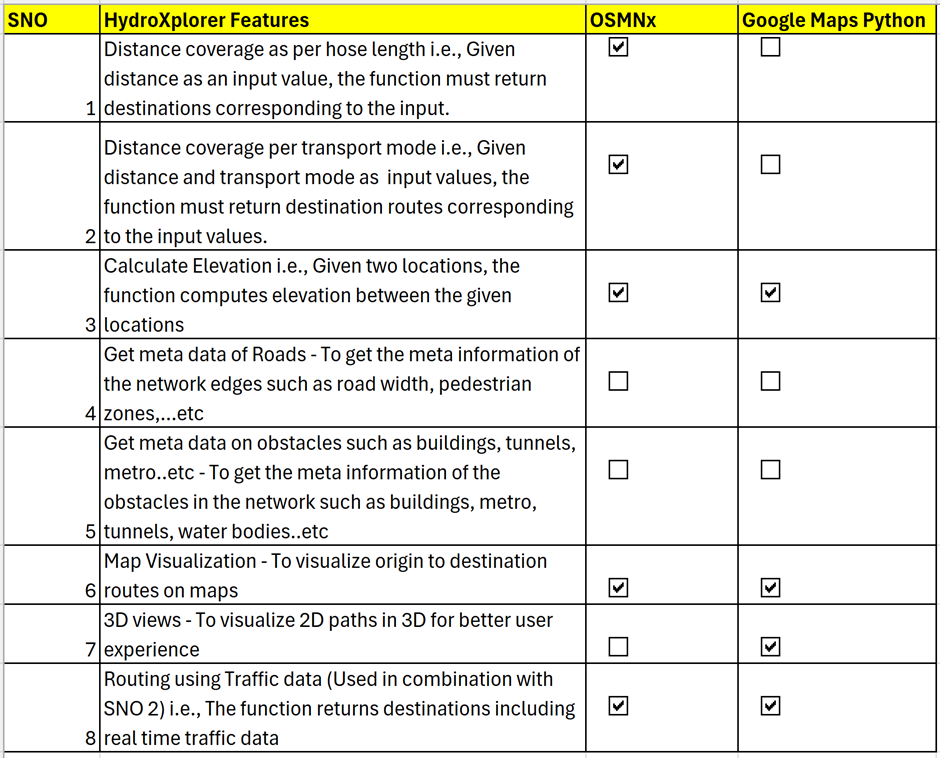 SNO HydroXplorer Features OSMNx Google Maps Python
Distance coverage as per hose length i.e., Given
distance as an input value, the function must return
1 destinations corresponding to the input.
Distance coverage per transport mode i.e., Given
distance and transport mode as  input values, the
function must return destination routes corresponding
2 to the input values.
Calculate Elevation i.e., Given two locations, the
function computes elevation between the given
3 locations
Get meta data of Roads - To get the meta information of
the network edges such as road width, pedestrian
4 zones,...etc
Get meta data on obstacles such as buildings, tunnels,
metro..etc - To get the meta information of the
obstacles in the network such as buildings, metro,
5 tunnels, water bodies..etc
Map Visualization - To visualize origin to destination
6 routes on maps
3D views - To visualize 2D paths in 3D for better user
7 experience
Routing using Traffic data (Used in combination with
SNO 2) i.e., The function returns destinations including
8 real time traffic data